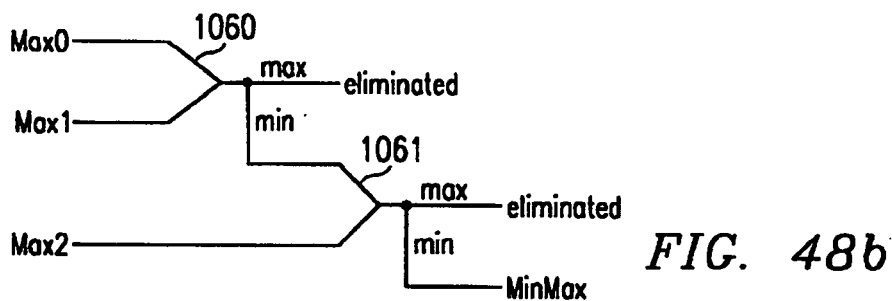 Max0
1060
max
eliminated
Max1
min
1061
max
eliminated
Max2
min
MinMax
FIG. 48b